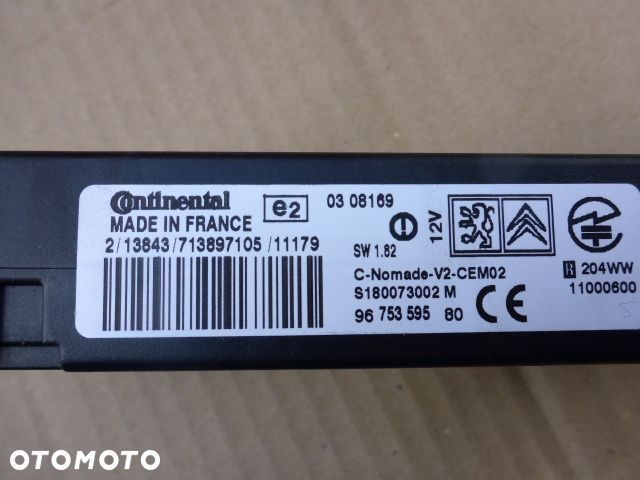 Continental
MADE IN FRANCE
e2
03 08169
2/13843/713897105 /11179
SW 1.82
12V
C-Nomade-V2-CEM02
S180073002 M
96 753 595 80
CE
R 204WW
11000600
OTOMOTO
OTOMOTO